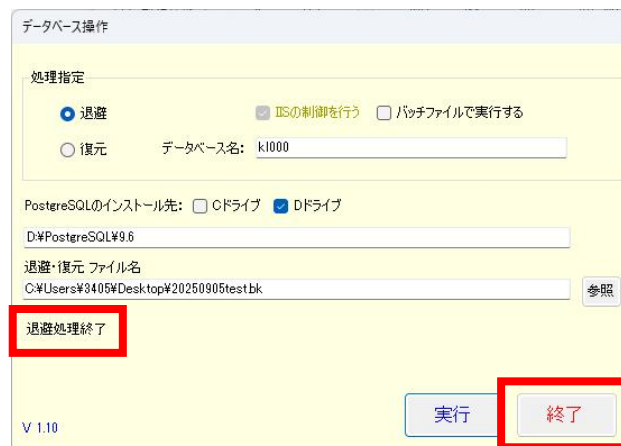 データベース操作
処理指定
退避 IISの制御を行う バッチファイルで実行する
復元 データベース名: kl000
PostgreSQLのインストール先: Cドライブ Dドライブ
D:¥PostgreSQL¥9.6
退避・復元 ファイル名
C:¥Users¥3405¥Desktop¥20250905test.bk 参照
退避処理終了
実行 終了
V 1.10